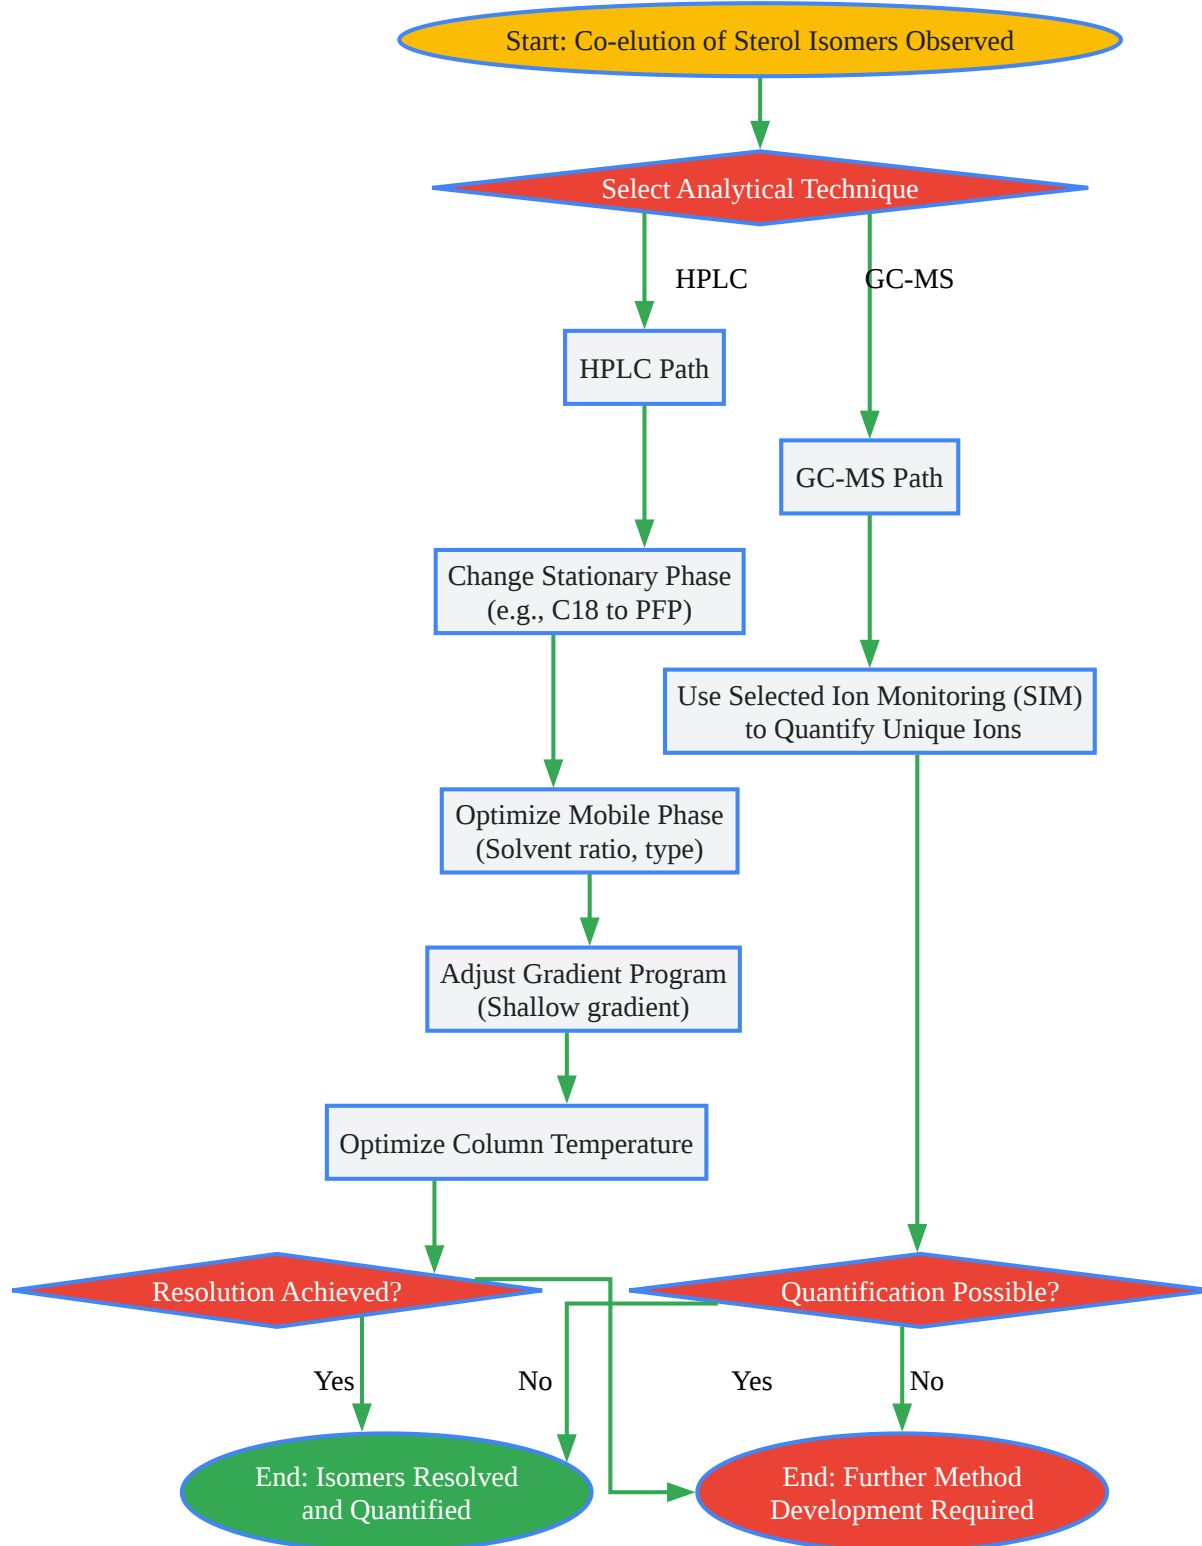 Start: Co-elution of Sterol Isomers Observed
Select Analytical Technique
HPLC
GC-MS
HPLC Path
GC-MS Path
Change Stationary Phase
(e.g., C18 to PFP)
Use Selected Ion Monitoring (SIM)
to Quantify Unique Ions
Optimize Mobile Phase
(Solvent ratio, type)
Adjust Gradient Program
(Shallow gradient)
Optimize Column Temperature
Resolution Achieved?
Quantification Possible?
Yes
No
Yes
No
End: Isomers Resolved
and Quantified
End: Further Method
Development Required